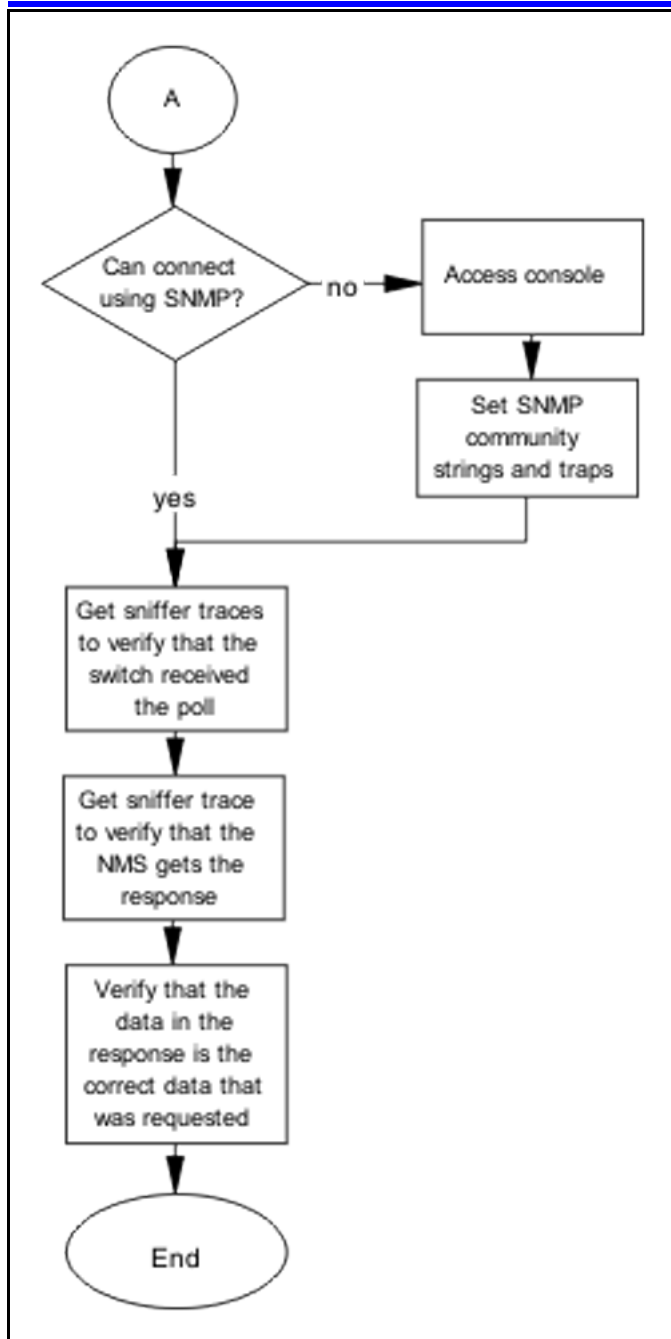 A
Can connect
using SNMP?
no
Access console
Set SNMP
community
strings and traps
yes
Get sniffer traces
to verify that the
switch received
the poll
Get sniffer trace
to verify that the
NMS gets the
response
Verify that the
data in the
response is the
correct data that
was requested
End